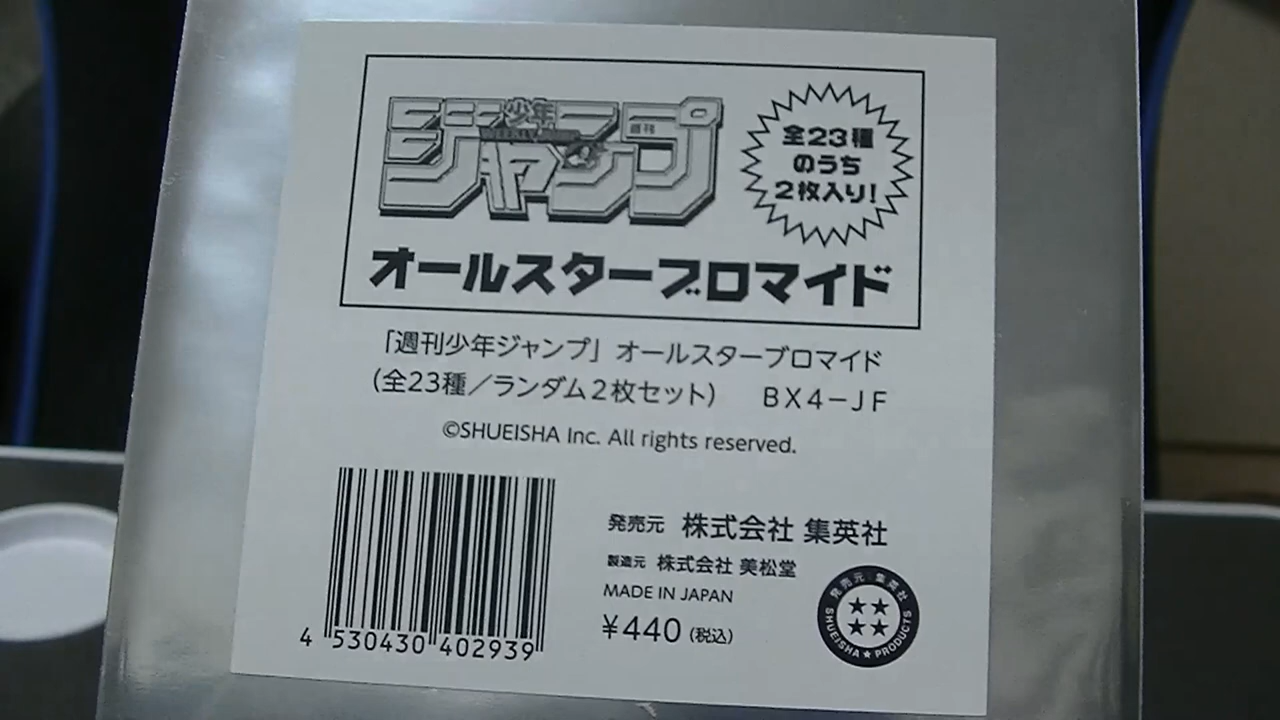 週刊少年ジャンプ
WEEKLY
全23種
のうち
2枚入り!
オールスターブロマイド
「週刊少年ジャンプ」オールスターブロマイド
(全23種/ランダム2枚セット) BX4-JF
©SHUEISHA Inc. All rights reserved.
4 530430 402939
発売元 株式会社 集英社
製造元 株式会社 美松堂
MADE IN JAPAN
¥440(税込)
発売元 集英社
SHUEISHA★PRODUCTS